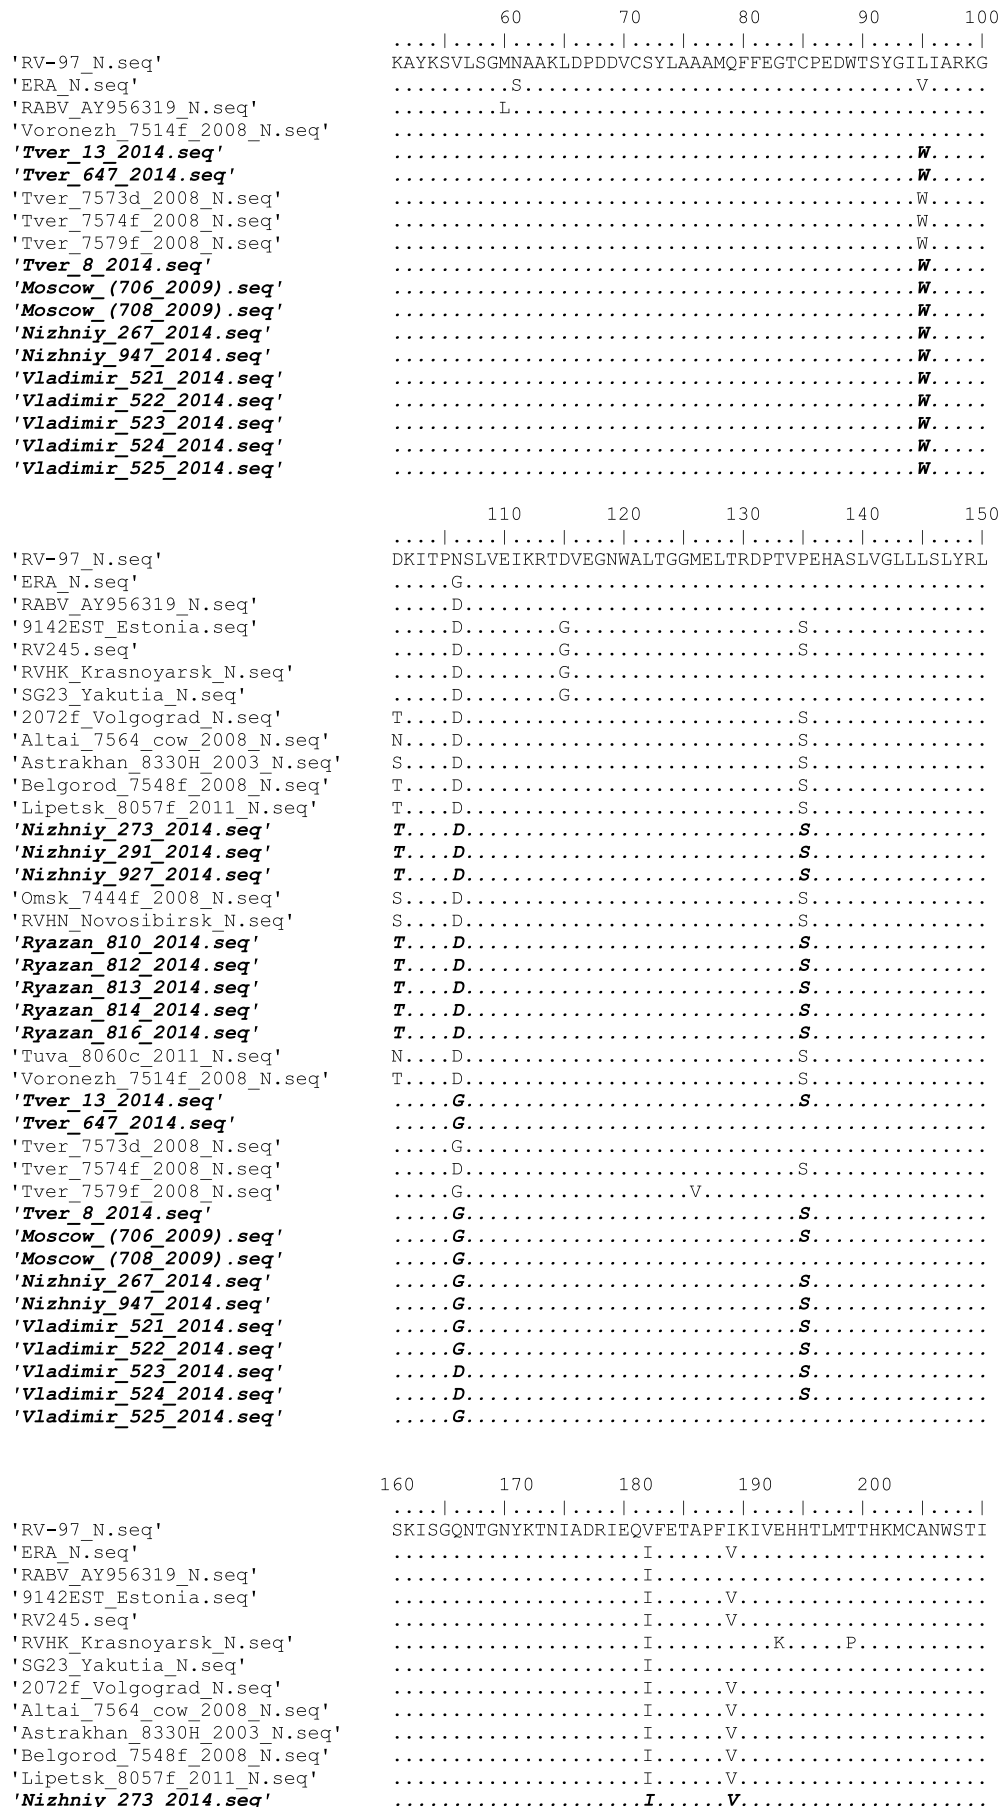 60 70 80 90 100
....|....|....|....|....|....|....|....|....|....|
'RV-97_N.seq' KAYKSVLSGMNAAKLDPDDVCSYLAAAMQFFEGTCPEDWTSYGILIARKG
'ERA_N.seq' ..........S.................................V.....
'RABV_AY956319_N.seq' .........L........................................
'Voronezh_7514f_2008_N.seq' ..................................................
'Tver_13_2014.seq' ............................................W.....
'Tver_647_2014.seq' ............................................W.....
'Tver_7573d_2008_N.seq' ............................................W.....
'Tver_7574f_2008_N.seq' ............................................W.....
'Tver_7579f_2008_N.seq' ............................................W.....
'Tver_8_2014.seq' ............................................W.....
'Moscow_(706_2009).seq' ............................................W.....
'Moscow_(708_2009).seq' ............................................W.....
'Nizhniy_267_2014.seq' ............................................W.....
'Nizhniy_947_2014.seq' ............................................W.....
'Vladimir_521_2014.seq' ............................................W.....
'Vladimir_522_2014.seq' ............................................W.....
'Vladimir_523_2014.seq' ............................................W.....
'Vladimir_524_2014.seq' ............................................W.....
'Vladimir_525_2014.seq' ............................................W.....
110 120 130 140 150
....|....|....|....|....|....|....|....|....|....|
'RV-97_N.seq' DKITPNSLVEIKRTDVEGNWALTGGMELTRDPTVPEHASLVGLLLSLYRL
'ERA_N.seq' .....G............................................
'RABV_AY956319_N.seq' .....D............................................
'9142EST_Estonia.seq' .....D........G...................S...............
'RV245.seq' .....D........G...................S...............
'RVHK_Krasnoyarsk_N.seq' .....D........G...................................
'SG23_Yakutia_N.seq' .....D........G...................................
'2072f_Volgograd_N.seq' T....D............................S...............
'Altai_7564_cow_2008_N.seq' N....D............................S...............
'Astrakhan_8330H_2003_N.seq' S....D............................S...............
'Belgorod_7548f_2008_N.seq' T....D............................S...............
'Lipetsk_8057f_2011_N.seq' T....D............................S...............
'Nizhniy_273_2014.seq' T....D............................S...............
'Nizhniy_291_2014.seq' T....D............................S...............
'Nizhniy_927_2014.seq' T....D............................S...............
'Omsk_7444f_2008_N.seq' S....D............................S...............
'RVHN_Novosibirsk_N.seq' S....D............................S...............
'Ryazan_810_2014.seq' T....D............................S...............
'Ryazan_812_2014.seq' T....D............................S...............
'Ryazan_813_2014.seq' T....D............................S...............
'Ryazan_814_2014.seq' T....D............................S...............
'Ryazan_816_2014.seq' T....D............................S...............
'Tuva_8060c_2011_N.seq' N....D............................S...............
'Voronezh_7514f_2008_N.seq' T....D............................S...............
'Tver_13_2014.seq' .....G............................S...............
'Tver_647_2014.seq' .....G............................................
'Tver_7573d_2008_N.seq' .....G............................................
'Tver_7574f_2008_N.seq' .....D............................S...............
'Tver_7579f_2008_N.seq' .....G...................V........................
'Tver_8_2014.seq' .....G............................S...............
'Moscow_(706_2009).seq' .....G............................S...............
'Moscow_(708_2009).seq' .....G............................................
'Nizhniy_267_2014.seq' .....G............................S...............
'Nizhniy_947_2014.seq' .....G............................S...............
'Vladimir_521_2014.seq' .....G............................S...............
'Vladimir_522_2014.seq' .....G............................S...............
'Vladimir_523_2014.seq' .....D............................S...............
'Vladimir_524_2014.seq' .....D............................S...............
'Vladimir_525_2014.seq' .....G............................................
160 170 180 190 200
....|....|....|....|....|....|....|....|....|....|
'RV-97_N.seq' SKISGQNTGNYKTNIADRIEQVFETAPFIKIVEHHTLMTTHKMCANWSTI
'ERA_N.seq' .....................I......V.....................
'RABV_AY956319_N.seq' .....................I............................
'9142EST_Estonia.seq' .....................I......V.....................
'RV245.seq' .....................I......V.....................
'RVHK_Krasnoyarsk_N.seq' .....................I..........K.....P...........
'SG23_Yakutia_N.seq' .....................I............................
'2072f_Volgograd_N.seq' .....................I......V.....................
'Altai_7564_cow_2008_N.seq' .....................I......V.....................
'Astrakhan_8330H_2003_N.seq' .....................I......V.....................
'Belgorod_7548f_2008_N.seq' .....................I......V.....................
'Lipetsk_8057f_2011_N.seq' .....................I......V.....................
'Nizhniy_273_2014.seq' .....................I......V.....................